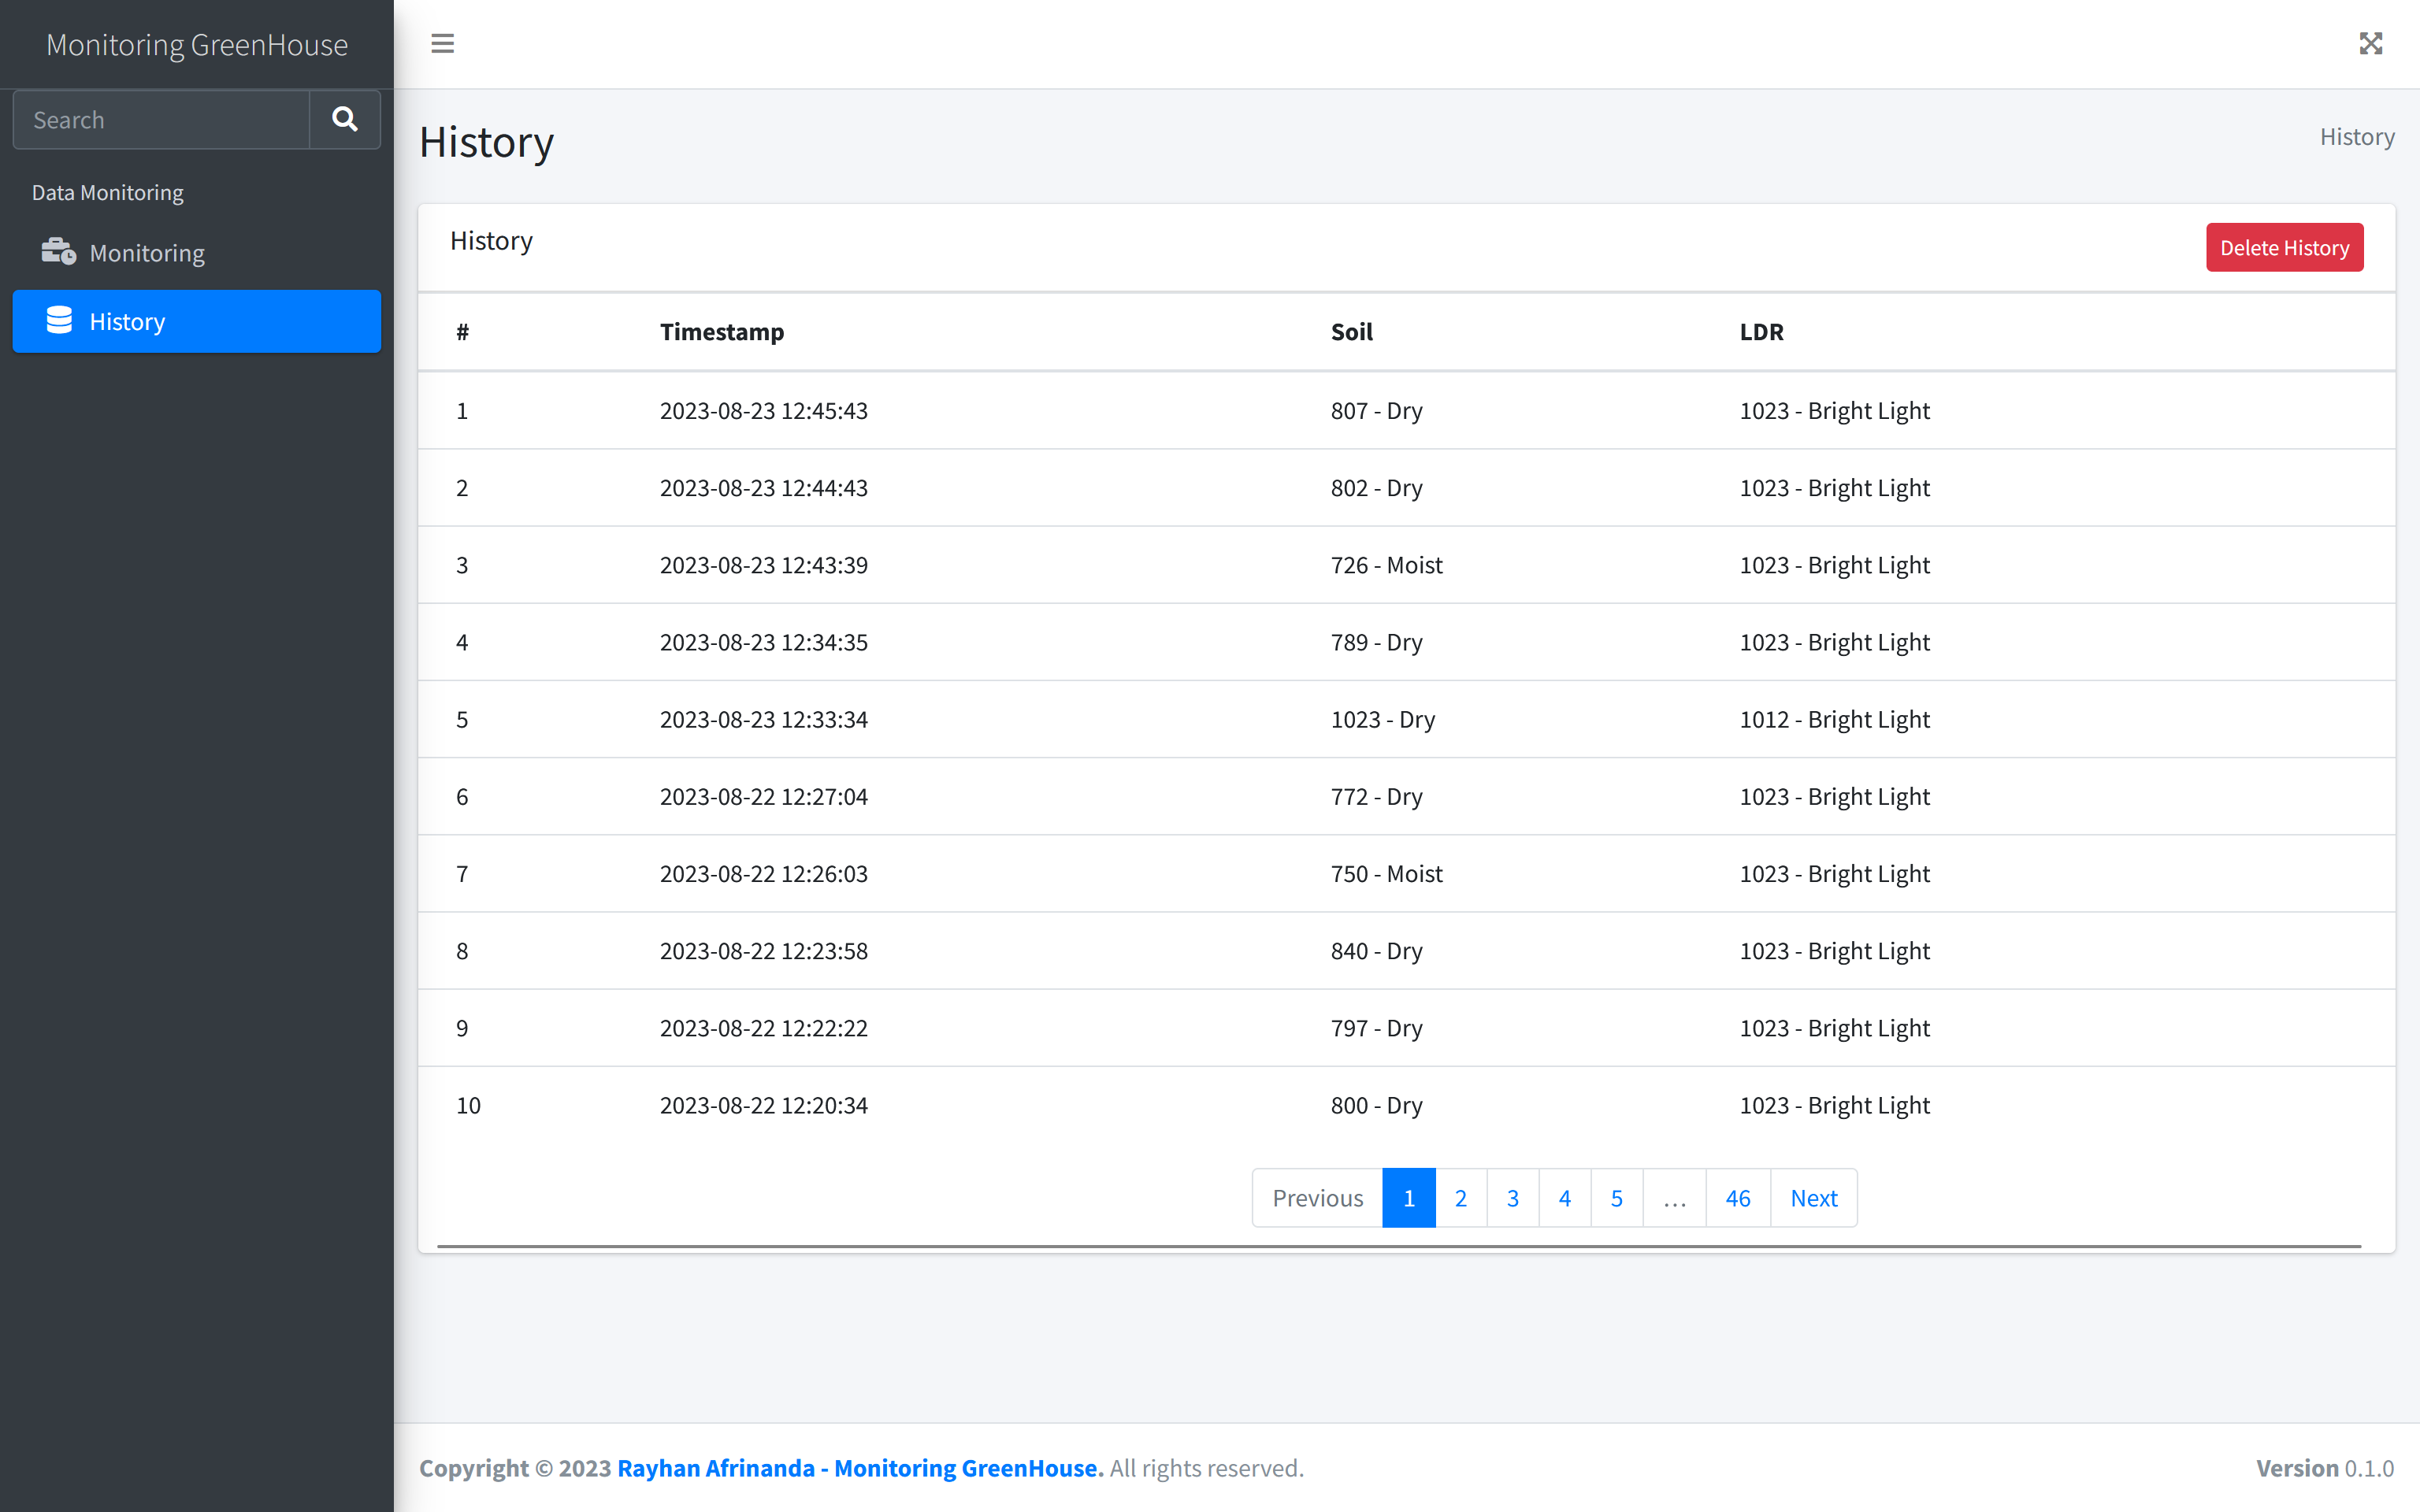 Monitoring GreenHouse
Search
Data Monitoring
Monitoring
History
History
History
History
Delete History
# Timestamp Soil LDR
1 2023-08-23 12:45:43 807 - Dry 1023 - Bright Light
2 2023-08-23 12:44:43 802 - Dry 1023 - Bright Light
3 2023-08-23 12:43:39 726 - Moist 1023 - Bright Light
4 2023-08-23 12:34:35 789 - Dry 1023 - Bright Light
5 2023-08-23 12:33:34 1023 - Dry 1012 - Bright Light
6 2023-08-22 12:27:04 772 - Dry 1023 - Bright Light
7 2023-08-22 12:26:03 750 - Moist 1023 - Bright Light
8 2023-08-22 12:23:58 840 - Dry 1023 - Bright Light
9 2023-08-22 12:22:22 797 - Dry 1023 - Bright Light
10 2023-08-22 12:20:34 800 - Dry 1023 - Bright Light
Previous 1 2 3 4 5 … 46 Next
Copyright © 2023 Rayhan Afrinanda - Monitoring GreenHouse. All rights reserved.
Version 0.1.0